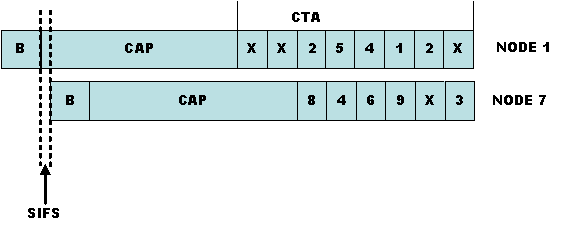 CTA
B CAP X X 2 5 4 1 2 X NODE 1
B CAP 8 4 6 9 X 3 NODE 7
SIFS